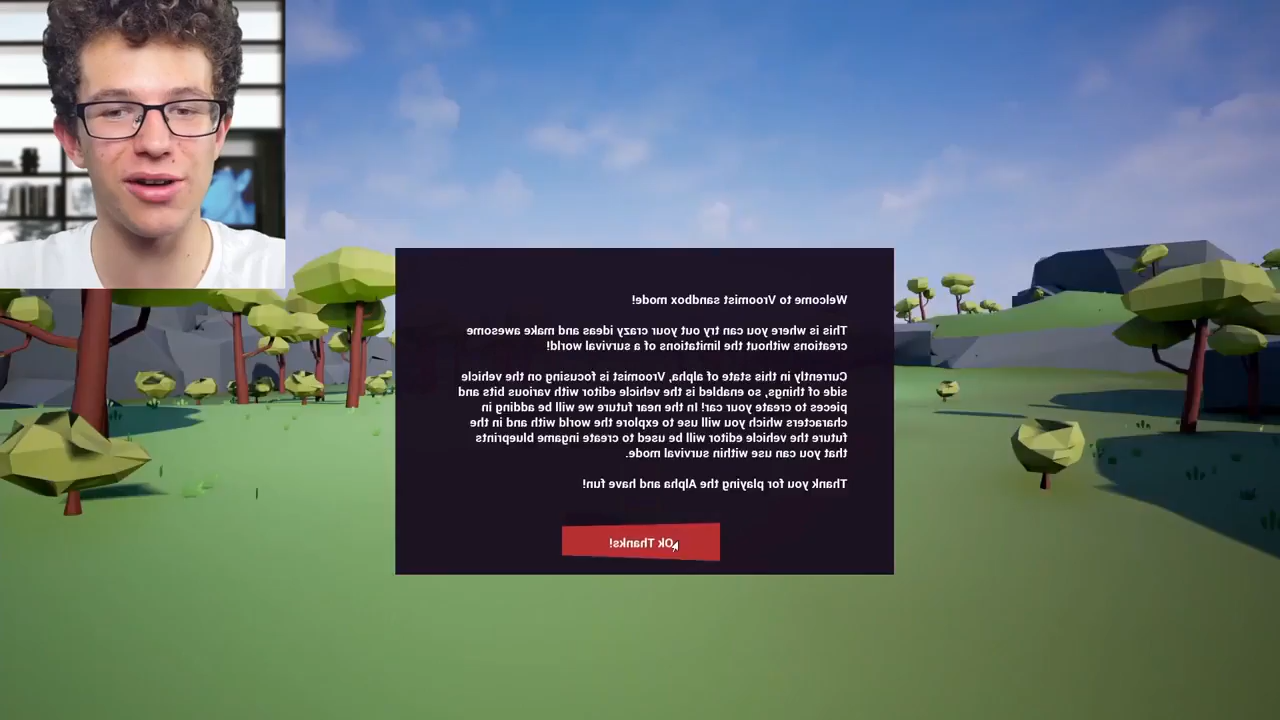 Welcome to Vroomist sandbox mode!
This is where you can try out your crazy ideas and make awesome
creations without the limitations of a survival world!
Currently in this state of alpha, Vroomist is focusing on the vehicle
side of things, so enabled is the vehicle editor with various bits and
pieces to create your car! In the near future we will be adding in
characters which you will use to explore the world with and in the
future the vehicle editor will be used to create ingame blueprints
that you can use within survival mode.
Thank you for playing the Alpha and have fun!
Ok Thanks!